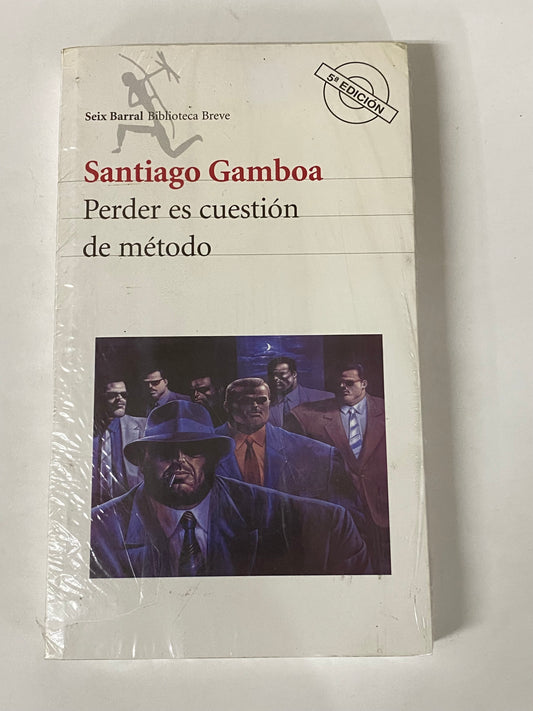 5ª EDICIÓN
Seix Barral Biblioteca Breve
Santiago Gamboa
Perder es cuestión
de método